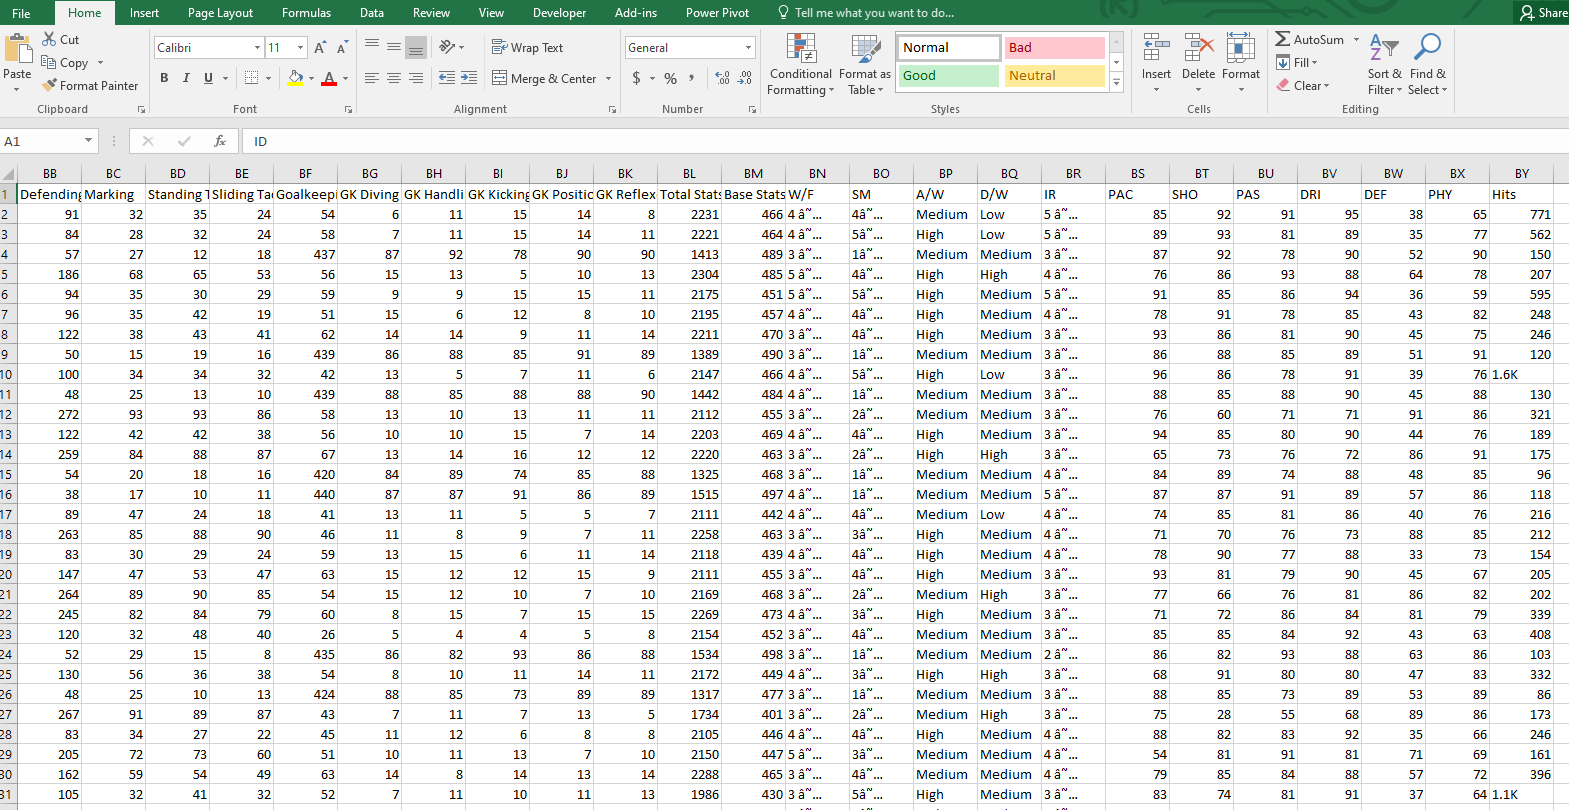 File Home Insert Page Layout Formulas Data Review View Developer Add-ins Power Pivot Tell me what you want to do... Share
Paste Cut Copy Format Painter Clipboard
Calibri 11 A A B I U A Font
Wrap Text Merge & Center Alignment
General $ % , Number
Conditional Formatting Format as Table Normal Bad Good Neutral Styles
Insert Delete Format Cells
AutoSum Fill Clear Sort & Filter Find & Select Editing
A1 fx ID
BB BC BD BE BF BG BH BI BJ BK BL BM BN BO BP BQ BR BS BT BU BV BW BX BY
1 Defending Marking Standing T Sliding Tac Goalkeepi GK Diving GK Handli GK Kicking GK Positic GK Reflex Total Stats Base Stats W/F SM A/W D/W IR PAC SHO PAS DRI DEF PHY Hits
2 91 32 35 24 54 6 11 15 14 8 2231 466 4 â˜… 4â˜… Medium Low 5 â˜… 85 92 91 95 38 65 771
3 84 28 32 24 58 7 11 15 14 11 2221 464 4 â˜… 5â˜… High Low 5 â˜… 89 93 81 89 35 77 562
4 57 27 12 18 437 87 92 78 90 90 1413 489 3 â˜… 1â˜… Medium Medium 3 â˜… 87 92 78 90 52 90 150
5 186 68 65 53 56 15 13 5 10 13 2304 485 5 â˜… 4â˜… High High 4 â˜… 76 86 93 88 64 78 207
6 94 35 30 29 59 9 9 15 15 11 2175 451 5 â˜… 5â˜… High Medium 5 â˜… 91 85 86 94 36 59 595
7 96 35 42 19 51 15 6 12 8 10 2195 457 4 â˜… 4â˜… High Medium 4 â˜… 78 91 78 85 43 82 248
8 122 38 43 41 62 14 14 9 11 14 2211 470 3 â˜… 4â˜… High Medium 3 â˜… 93 86 81 90 45 75 246
9 50 15 19 16 439 86 88 85 91 89 1389 490 3 â˜… 1â˜… Medium Medium 3 â˜… 86 88 85 89 51 91 120
10 100 34 34 32 42 13 5 7 11 6 2147 466 4 â˜… 5â˜… High Low 3 â˜… 96 86 78 91 39 76 1.6K
11 48 25 13 10 439 88 85 88 88 90 1442 484 4 â˜… 1â˜… Medium Medium 3 â˜… 88 85 88 90 45 88 130
12 272 93 93 86 58 13 10 13 11 11 2112 455 3 â˜… 2â˜… Medium Medium 3 â˜… 76 60 71 71 91 86 321
13 122 42 42 38 56 10 10 15 7 14 2203 469 4 â˜… 4â˜… High Medium 3 â˜… 94 85 80 90 44 76 189
14 259 84 88 87 67 13 14 16 12 12 2220 463 3 â˜… 2â˜… High High 3 â˜… 65 73 76 72 86 91 175
15 54 20 18 16 420 84 89 74 85 88 1325 468 3 â˜… 1â˜… Medium Medium 4 â˜… 84 89 74 88 48 85 96
16 38 17 10 11 440 87 87 91 86 89 1515 497 4 â˜… 1â˜… Medium Medium 5 â˜… 87 87 91 89 57 86 118
17 89 47 24 18 41 13 11 5 5 7 2111 442 4 â˜… 4â˜… Medium Low 4 â˜… 74 85 81 86 40 76 216
18 263 85 88 90 46 11 8 9 7 11 2258 463 3 â˜… 3â˜… High Medium 4 â˜… 71 70 76 73 88 85 212
19 83 30 29 24 59 13 15 6 11 14 2118 439 4 â˜… 4â˜… High Medium 4 â˜… 78 90 77 88 33 73 154
20 147 47 53 47 63 15 12 12 15 9 2111 455 3 â˜… 4â˜… High Medium 3 â˜… 93 81 79 90 45 67 205
21 264 89 90 85 54 15 12 10 7 10 2169 468 3 â˜… 2â˜… Medium High 3 â˜… 77 66 76 81 86 82 202
22 245 82 84 79 60 8 15 7 15 15 2269 473 4 â˜… 3â˜… High Medium 3 â˜… 71 72 86 84 81 79 339
23 120 32 48 40 26 5 4 4 5 8 2154 452 3 â˜… 4â˜… Medium Medium 3 â˜… 85 85 84 92 43 63 408
24 52 29 15 8 435 86 82 93 86 88 1534 498 3 â˜… 1â˜… Medium Medium 2 â˜… 86 82 93 88 63 86 103
25 130 56 36 38 54 8 10 11 14 11 2172 449 4 â˜… 3â˜… High High 3 â˜… 68 91 80 80 47 83 332
26 48 25 10 13 424 88 85 73 89 89 1317 477 3 â˜… 1â˜… Medium Medium 3 â˜… 88 85 73 89 53 89 86
27 267 91 89 87 43 7 11 7 13 5 1734 401 3 â˜… 2â˜… Medium High 3 â˜… 75 28 55 68 89 86 173
28 83 34 27 22 45 11 12 6 8 8 2105 446 4 â˜… 4â˜… High Medium 4 â˜… 88 82 83 92 35 66 246
29 205 72 73 60 51 10 11 13 7 10 2150 447 5 â˜… 3â˜… Medium Medium 4 â˜… 54 81 91 81 71 69 161
30 162 59 54 49 63 14 8 14 13 14 2288 465 3 â˜… 4â˜… Medium Medium 4 â˜… 79 85 84 88 57 72 396
31 105 32 41 32 52 7 11 10 11 13 1986 430 3 â˜… 5â˜… High Medium 3 â˜… 83 74 81 91 37 64 1.1K